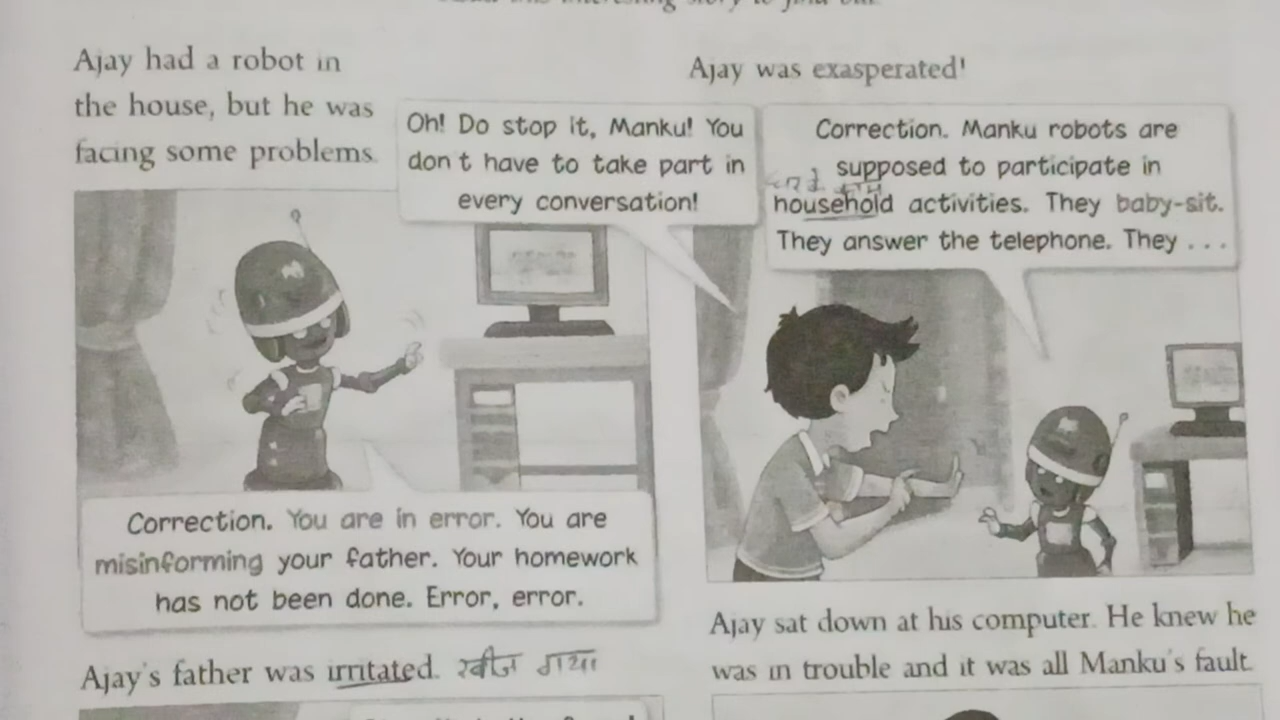 Ajay had a robot in
the house, but he was
facing some problems.
Correction. You are in error. You are
misinforming your father. Your homework
has not been done. Error, error.
Ajay's father was irritated. खीज गया
Ajay was exasperated!
Oh! Do stop it, Manku! You
don't have to take part in
every conversation!
Correction. Manku robots are
supposed to participate in
household activities. They baby-sit.
They answer the telephone. They . . .
Ajay sat down at his computer. He knew he
was in trouble and it was all Manku's fault.